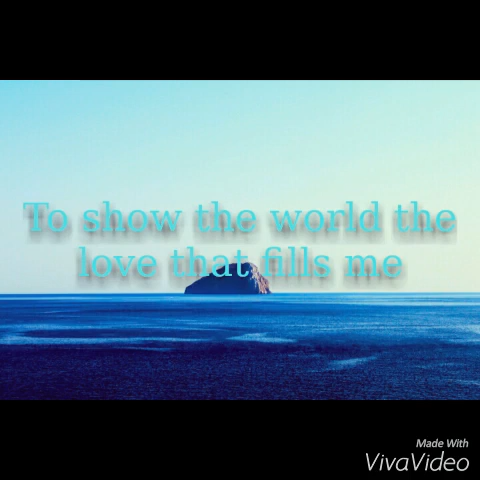 To show the world the
love that fills me
Made With
VivaVideo